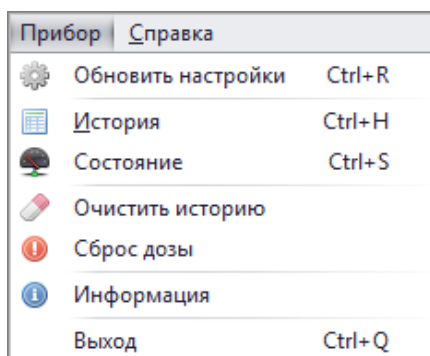 Прибор Справка
Обновить настройки Ctrl+R
История Ctrl+H
Состояние Ctrl+S
Очистить историю
Сброс дозы
Информация
Выход Ctrl+Q